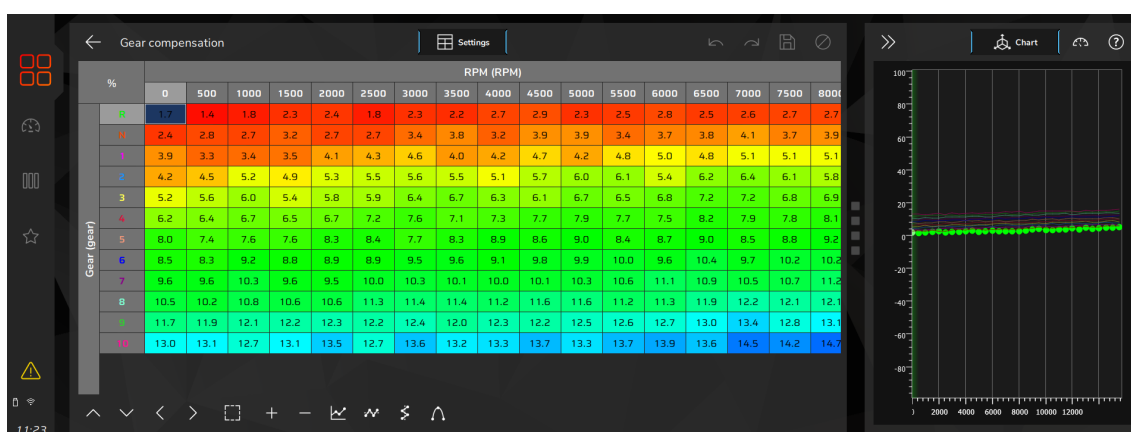 Gear compensation
Settings
Chart
%
RPM (RPM)
0 500 1000 1500 2000 2500 3000 3500 4000 4500 5000 5500 6000 6500 7000 7500 8000
Gear (gear)
R 1.7 1.4 1.8 2.3 2.4 1.8 2.3 2.2 2.7 2.9 2.3 2.5 2.8 2.5 2.6 2.7 2.7
2.4 2.8 2.7 3.2 2.7 2.7 3.4 3.8 3.2 3.9 3.9 3.4 3.7 3.8 4.1 3.7 3.9
1 3.9 3.3 3.4 3.5 4.1 4.3 4.6 4.0 4.2 4.7 4.2 4.8 5.0 4.8 5.1 5.1 5.1
2 4.2 4.5 5.2 4.9 5.3 5.5 5.6 5.5 5.1 5.7 6.0 6.1 5.4 6.2 6.4 6.1 5.8
3 5.2 5.6 6.0 5.4 5.8 5.9 6.4 6.7 6.3 6.1 6.7 6.5 6.8 7.2 7.2 6.8 6.9
4 6.2 6.4 6.7 6.5 6.7 7.2 7.6 7.1 7.3 7.7 7.9 7.7 7.5 8.2 7.9 7.8 8.1
5 8.0 7.4 7.6 7.6 8.3 8.4 7.7 8.3 8.9 8.6 9.0 8.4 8.7 9.0 8.5 8.8 9.2
6 8.5 8.3 9.2 8.8 8.9 8.9 9.5 9.6 9.1 9.8 9.9 10.0 9.6 10.4 9.7 10.2 10.2
7 9.6 9.6 10.3 9.6 9.5 10.0 10.3 10.1 10.0 10.1 10.3 10.6 11.1 10.9 10.5 10.7 11.2
8 10.5 10.2 10.8 10.6 10.6 11.3 11.4 11.4 11.2 11.6 11.6 11.2 11.3 11.9 12.2 12.1 12.1
9 11.7 11.9 12.1 12.2 12.3 12.2 12.4 12.0 12.3 12.2 12.5 12.6 12.7 13.0 13.4 12.8 13.1
10 13.0 13.1 12.7 13.1 13.5 12.7 13.6 13.2 13.3 13.7 13.3 13.7 13.9 13.6 14.5 14.2 14.7
11:23
100
80
60
40
20
0
-20
-40
-60
-80
2000 4000 6000 8000 10000 12000